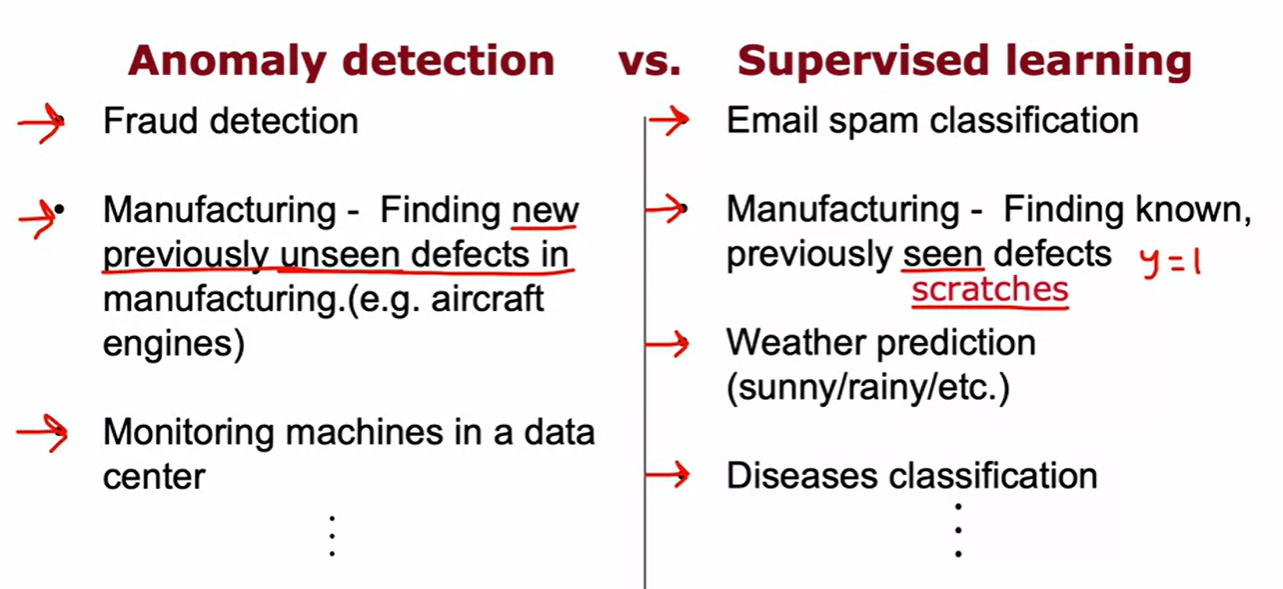 Anomaly detection vs. Supervised learning
• Fraud detection
• Manufacturing - Finding new
previously unseen defects in
manufacturing.(e.g. aircraft
engines)
• Monitoring machines in a data
center
⋮
• Email spam classification
• Manufacturing - Finding known,
previously seen defects y=1
scratches
• Weather prediction
(sunny/rainy/etc.)
• Diseases classification
⋮